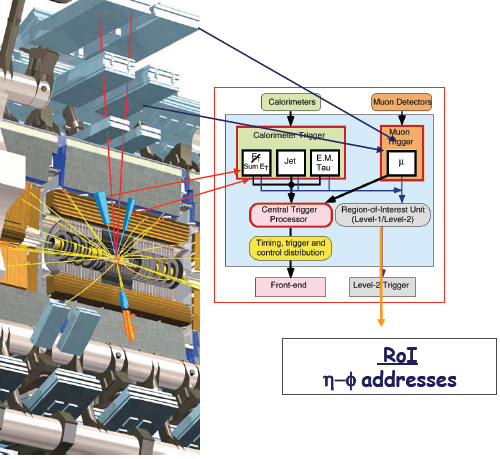 Calorimeters
Muon Detectors
Calorimeter Trigger
Muon
Trigger
Sum ET
Jet
E.M.
Tau
μ
Central Trigger
Processor
Region-of-Interest Unit
(Level-1/Level-2)
Timing, trigger and
control distribution
Front-end
Level-2 Trigger
RoI
η-ϕ addresses